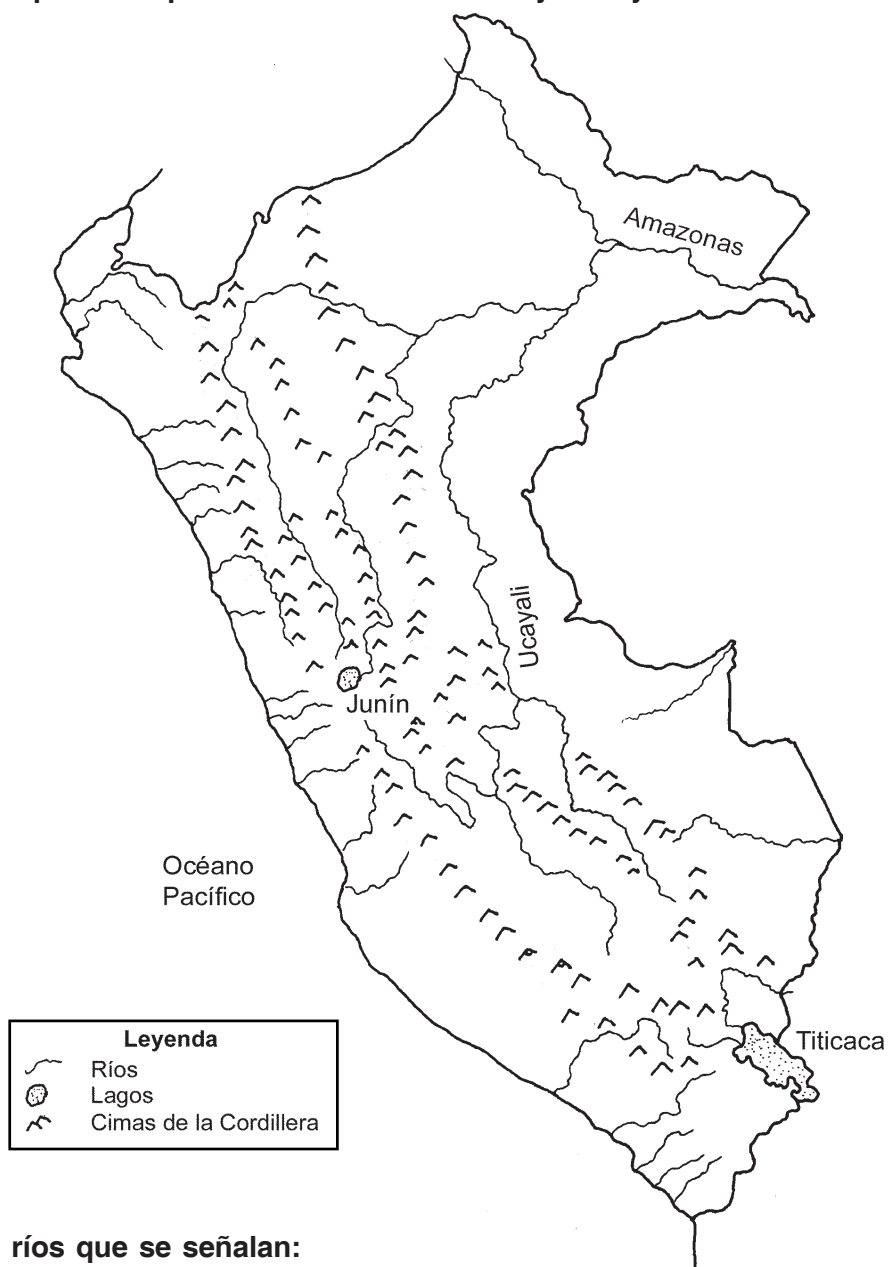 Amazonas
Ucayali
Junín
Océano
Pacífico
Titicaca
Leyenda
Ríos
Lagos
Cimas de la Cordillera
ríos que se señalan: